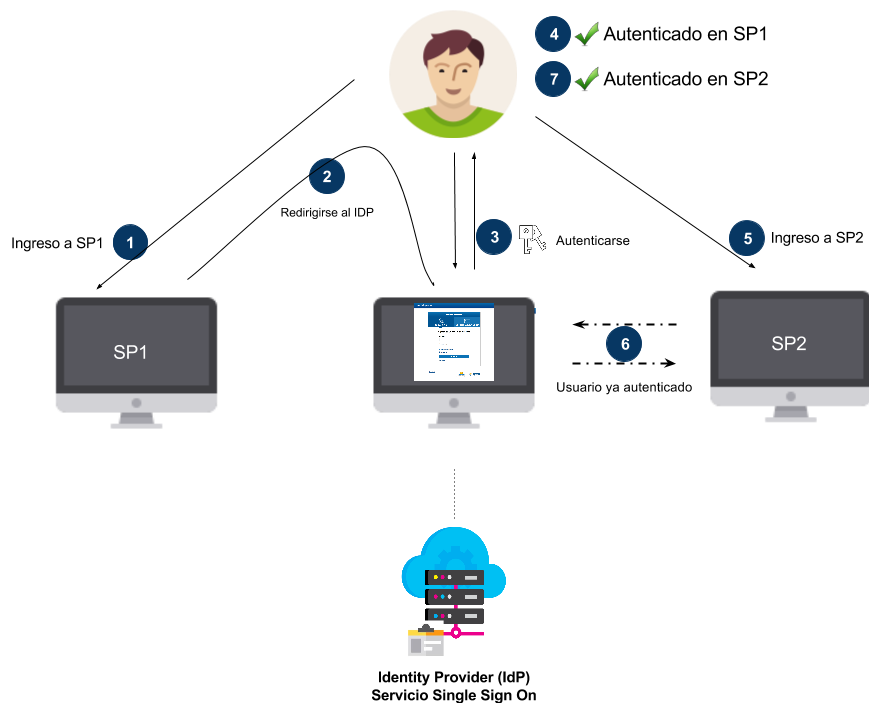 4 Autenticado en SP1
7 Autenticado en SP2
2
Redirigirse al IDP
Ingreso a SP1 1
3 Autenticarse
5 Ingreso a SP2
SP1
SP2
6
Usuario ya autenticado
Identity Provider (IdP)
Servicio Single Sign On